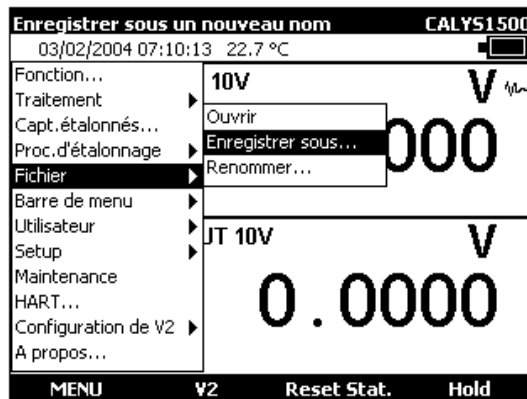 Enregistrer sous un nouveau nom CALYS1500
03/02/2004 07:10:13 22.7 °C
Fonction...
Traitement
Capt.étalonnés...
Proc.d'étalonnage
Fichier
Barre de menu
Utilisateur
Setup
Maintenance
HART...
Configuration de V2
A propos...
Ouvrir
Enregistrer sous...
Renommer...
10V V
000
UT 10V V
0.0000
MENU V2 Reset Stat. Hold